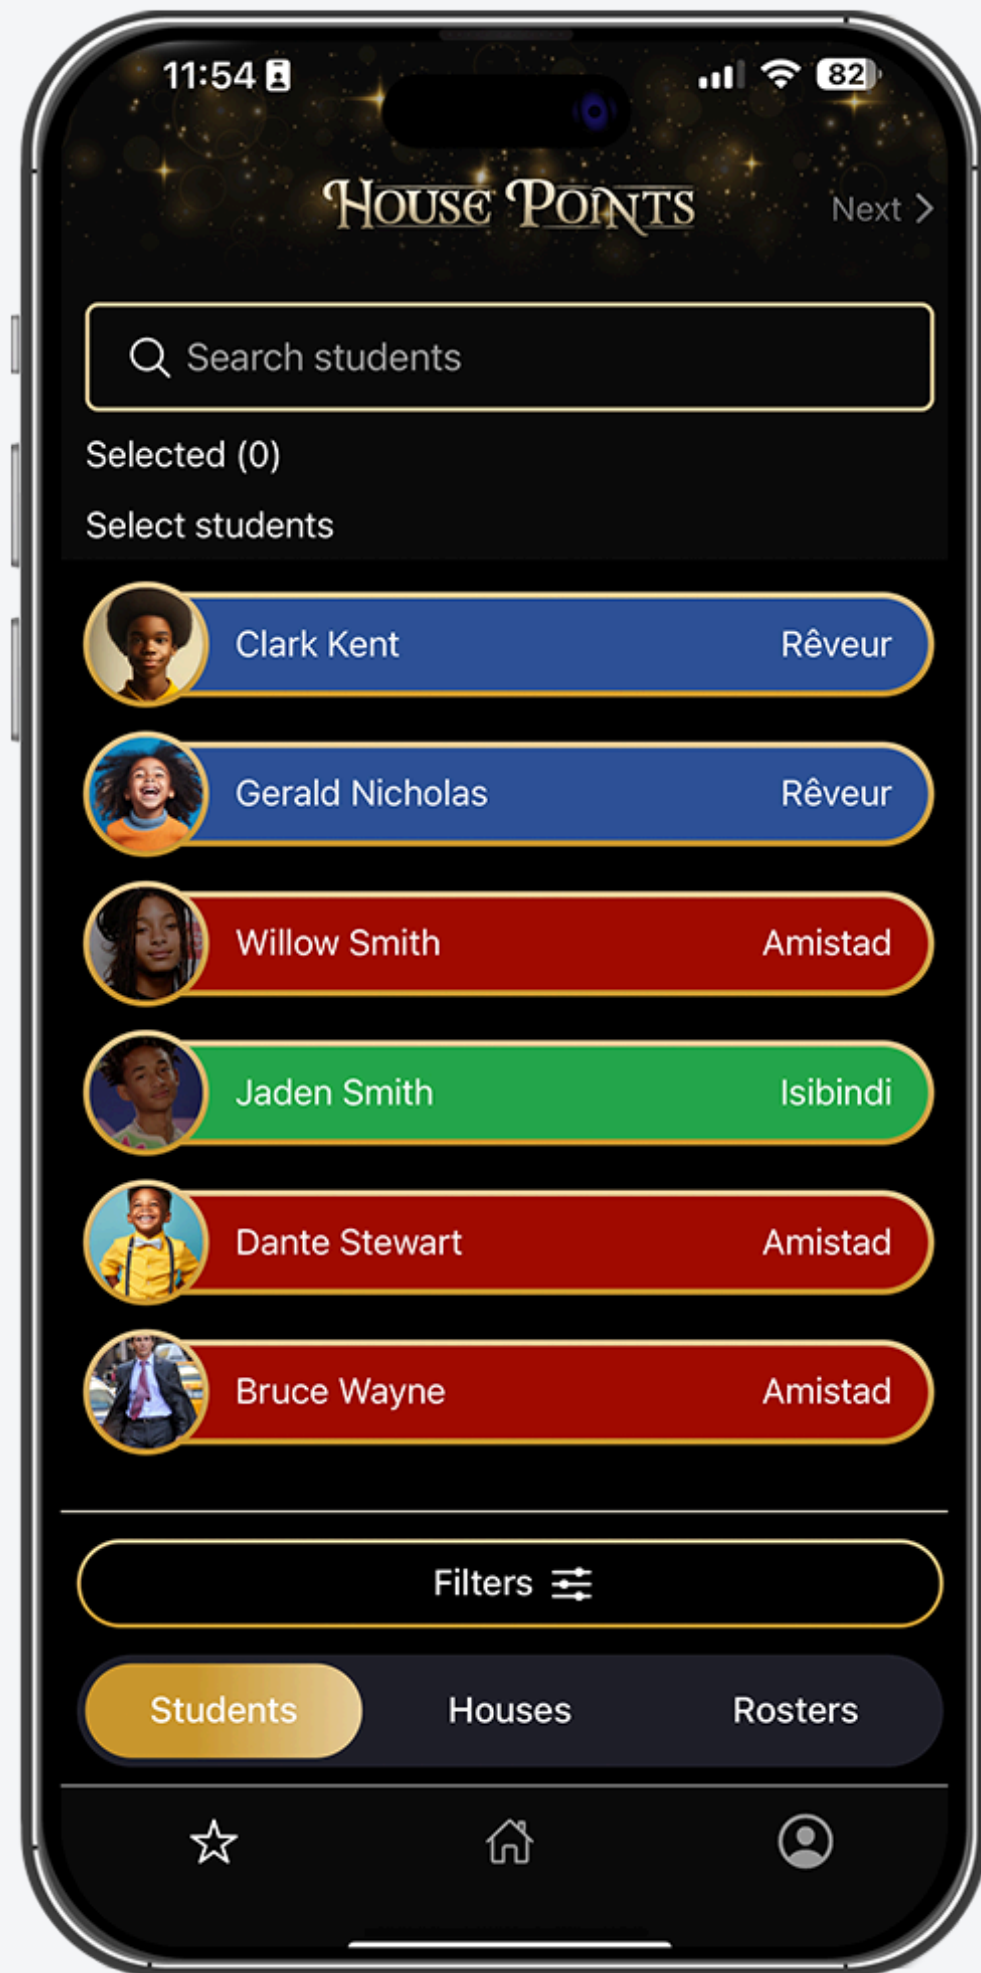 11:54
82
House Points
Next
Search students
Selected (0)
Select students
Clark Kent Rêveur
Gerald Nicholas Rêveur
Willow Smith Amistad
Jaden Smith Isibindi
Dante Stewart Amistad
Bruce Wayne Amistad
Filters
Students Houses Rosters